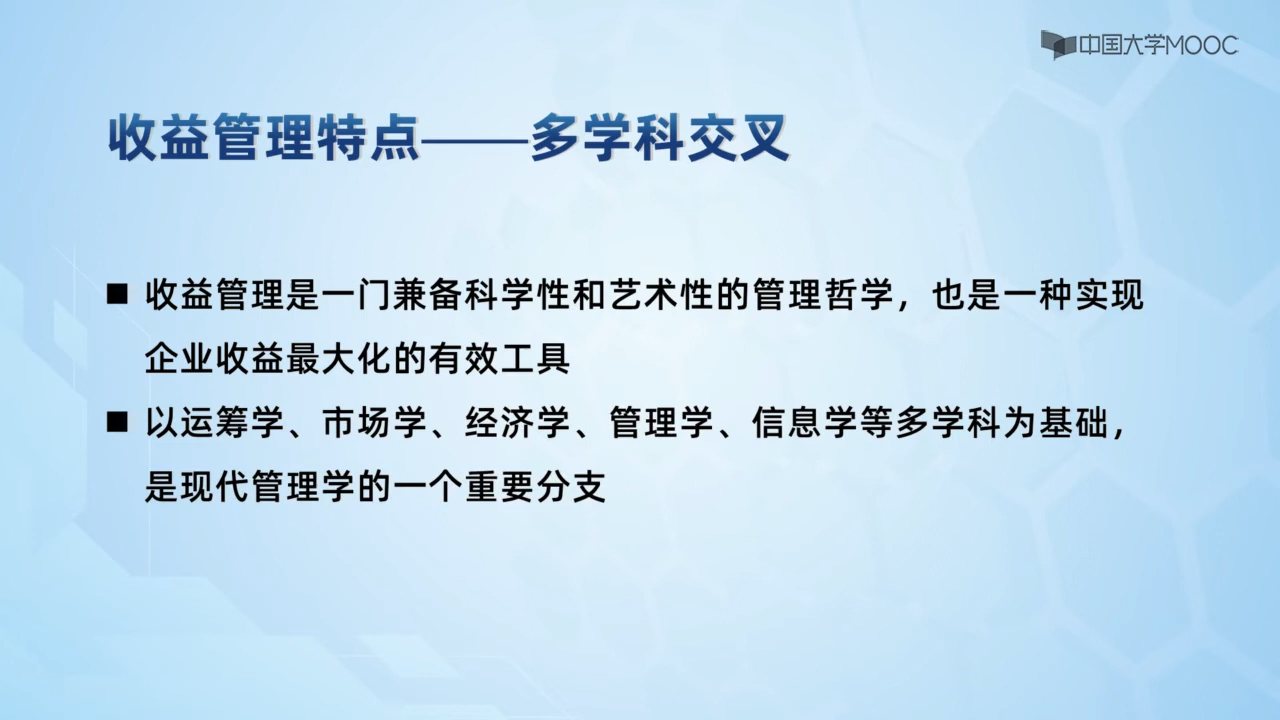 中国大学MOOC
收益管理特点——多学科交叉
■ 收益管理是一门兼备科学性和艺术性的管理哲学，也是一种实现
企业收益最大化的有效工具
■ 以运筹学、市场学、经济学、管理学、信息学等多学科为基础，
是现代管理学的一个重要分支